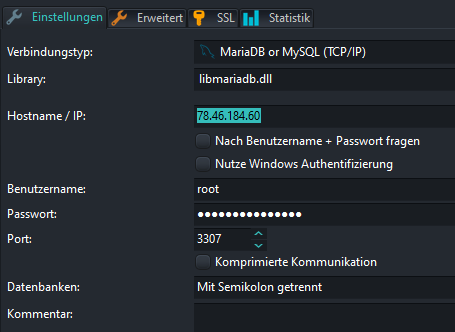 Einstellungen Erweitert SSL Statistik
Verbindungstyp: MariaDB or MySQL (TCP/IP)
Library: libmariadb.dll
Hostname / IP: 78.46.184.60
Nach Benutzername + Passwort fragen
Nutze Windows Authentifizierung
Benutzername: root
Passwort: ●●●●●●●●●●●●●●●
Port: 3307
Komprimierte Kommunikation
Datenbanken: Mit Semikolon getrennt
Kommentar: